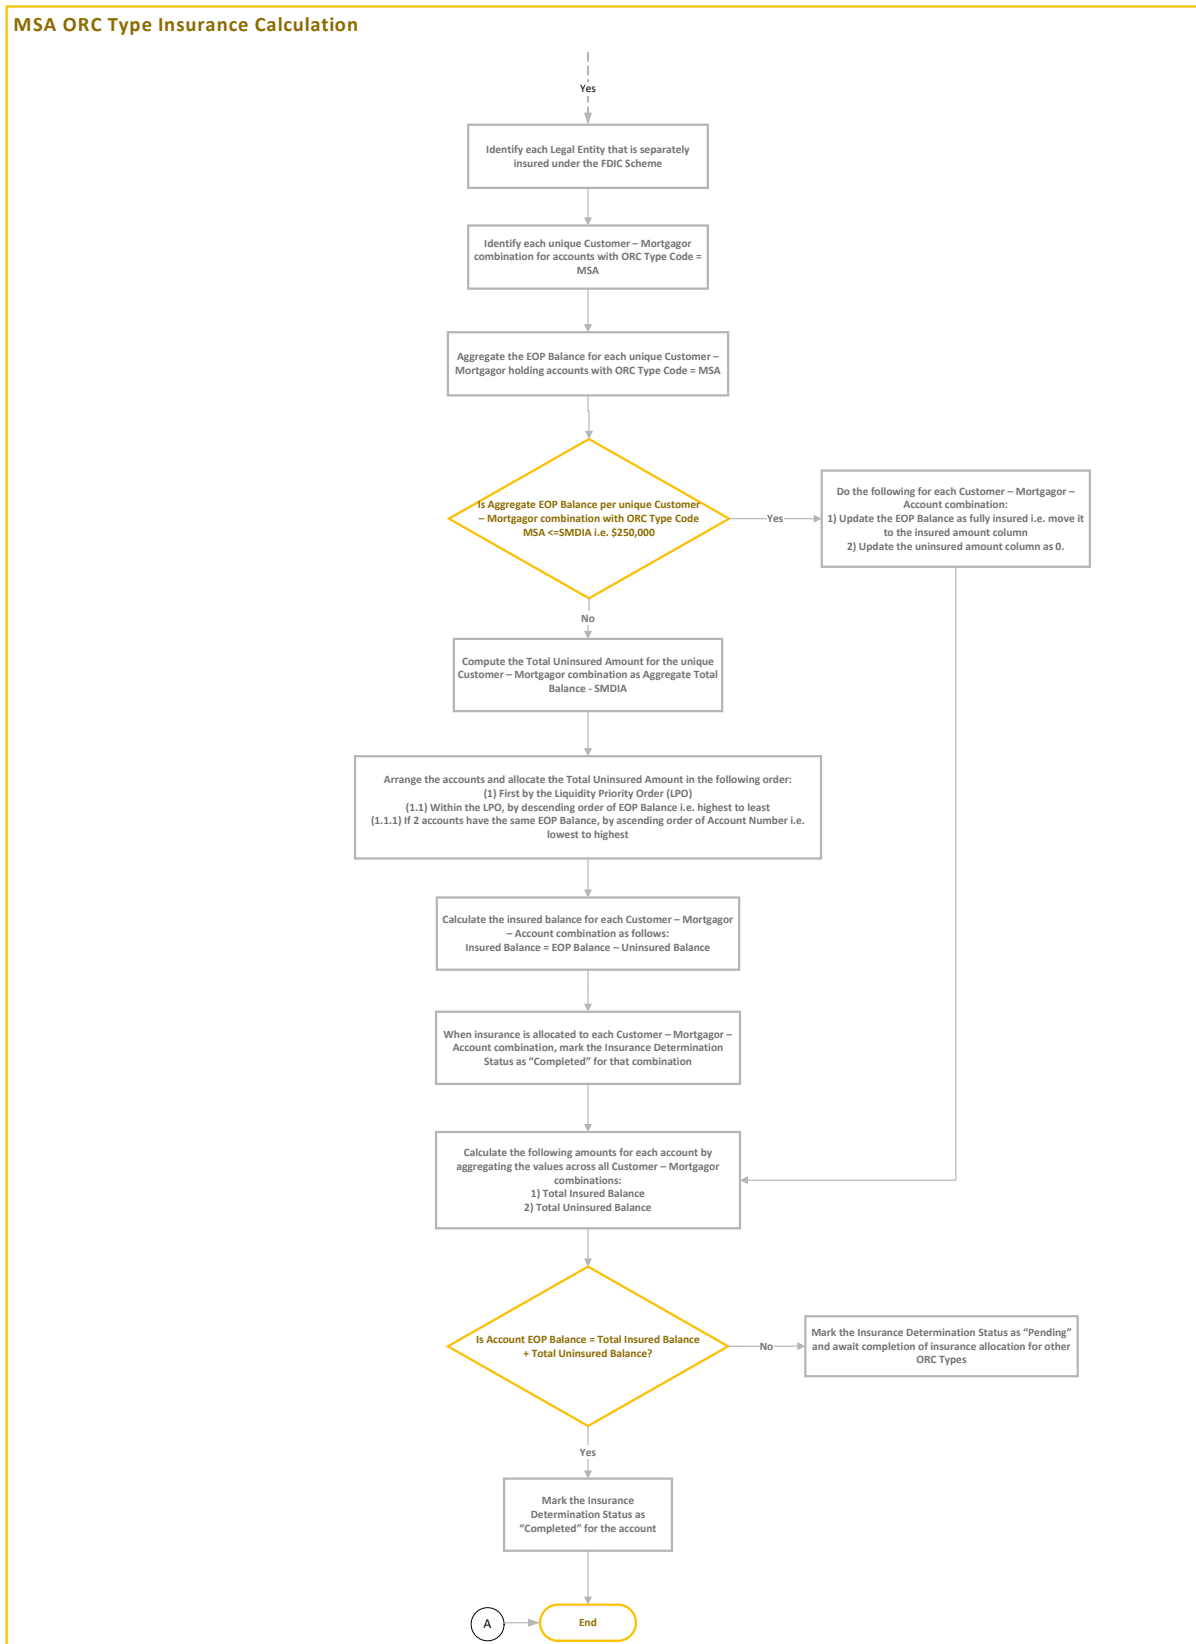 MSA ORC Type Insurance Calculation
Yes
Identify each Legal Entity that is separately
insured under the FDIC Scheme
Identify each unique Customer – Mortgagor
combination for accounts with ORC Type Code =
MSA
Aggregate the EOP Balance for each unique Customer –
Mortgagor holding accounts with ORC Type Code = MSA
Is Aggregate EOP Balance per unique Customer
– Mortgagor combination with ORC Type Code
MSA <=SMDIA i.e. $250,000
Yes
Do the following for each Customer – Mortgagor –
Account combination:
1) Update the EOP Balance as fully insured i.e. move it
to the insured amount column
2) Update the uninsured amount column as 0.
No
Compute the Total Uninsured Amount for the unique
Customer – Mortgagor combination as Aggregate Total
Balance - SMDIA
Arrange the accounts and allocate the Total Uninsured Amount in the following order:
(1) First by the Liquidity Priority Order (LPO)
(1.1) Within the LPO, by descending order of EOP Balance i.e. highest to least
(1.1.1) If 2 accounts have the same EOP Balance, by ascending order of Account Number i.e.
lowest to highest
Calculate the insured balance for each Customer – Mortgagor
– Account combination as follows:
Insured Balance = EOP Balance – Uninsured Balance
When insurance is allocated to each Customer – Mortgagor –
Account combination, mark the Insurance Determination
Status as “Completed” for that combination
Calculate the following amounts for each account by
aggregating the values across all Customer – Mortgagor
combinations:
1) Total Insured Balance
2) Total Uninsured Balance
Is Account EOP Balance = Total Insured Balance
+ Total Uninsured Balance?
No
Mark the Insurance Determination Status as “Pending”
and await completion of insurance allocation for other
ORC Types
Yes
Mark the Insurance
Determination Status as
“Completed” for the account
A
End